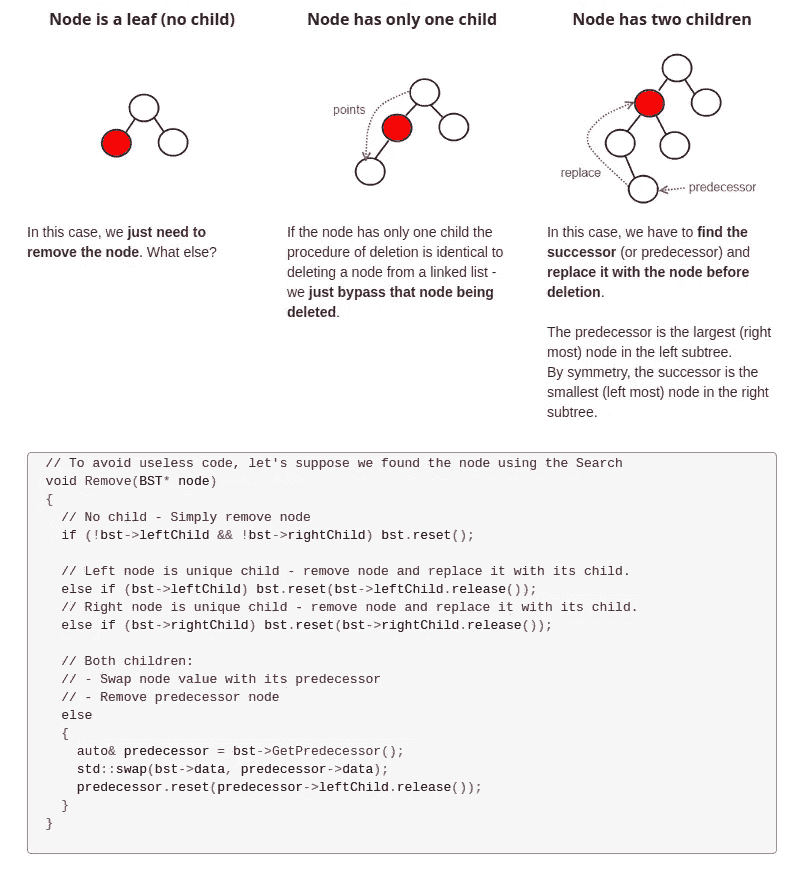 Node is a leaf (no child)
Node has only one child
Node has two children
points
replace
predecessor
In this case, we just need to
remove the node. What else?
If the node has only one child the
procedure of deletion is identical to
deleting a node from a linked list -
we just bypass that node being
deleted.
In this case, we have to find the
successor (or predecessor) and
replace it with the node before
deletion.
The predecessor is the largest (right
most) node in the left subtree.
By symmetry, the successor is the
smallest (left most) node in the right
subtree.
// To avoid useless code, let's suppose we found the node using the Search
void Remove(BST* node)
{
  // No child - Simply remove node
  if (!bst->leftChild && !bst->rightChild) bst.reset();
  // Left node is unique child - remove node and replace it with its child.
  else if (bst->leftChild) bst.reset(bst->leftChild.release());
  // Right node is unique child - remove node and replace it with its child.
  else if (bst->rightChild) bst.reset(bst->rightChild.release());
  // Both children:
  // - Swap node value with its predecessor
  // - Remove predecessor node
  else
  {
    auto& predecessor = bst->GetPredecessor();
    std::swap(bst->data, predecessor->data);
    predecessor.reset(predecessor->leftChild.release());
  }
}